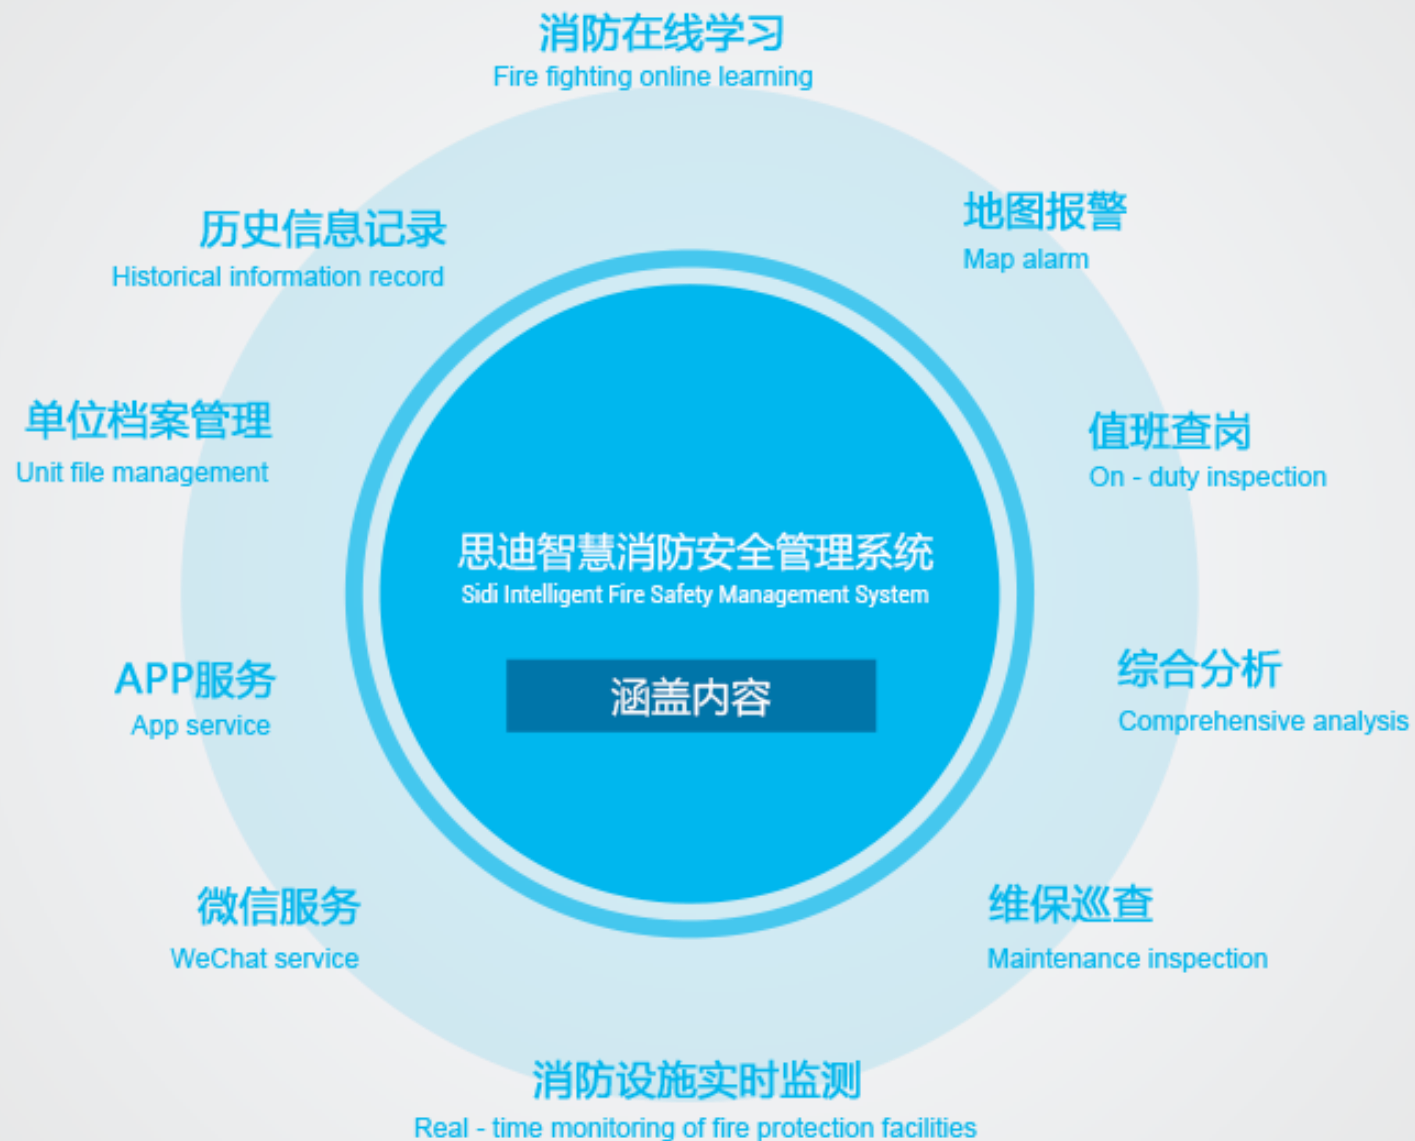 消防在线学习
Fire fighting online learning
地图报警
Map alarm
历史信息记录
Historical information record
单位档案管理
Unit file management
值班查岗
On - duty inspection
思迪智慧消防安全管理系统
Sidi Intelligent Fire Safety Management System
涵盖内容
APP服务
App service
综合分析
Comprehensive analysis
微信服务
WeChat service
维保巡查
Maintenance inspection
消防设施实时监测
Real - time monitoring of fire protection facilities